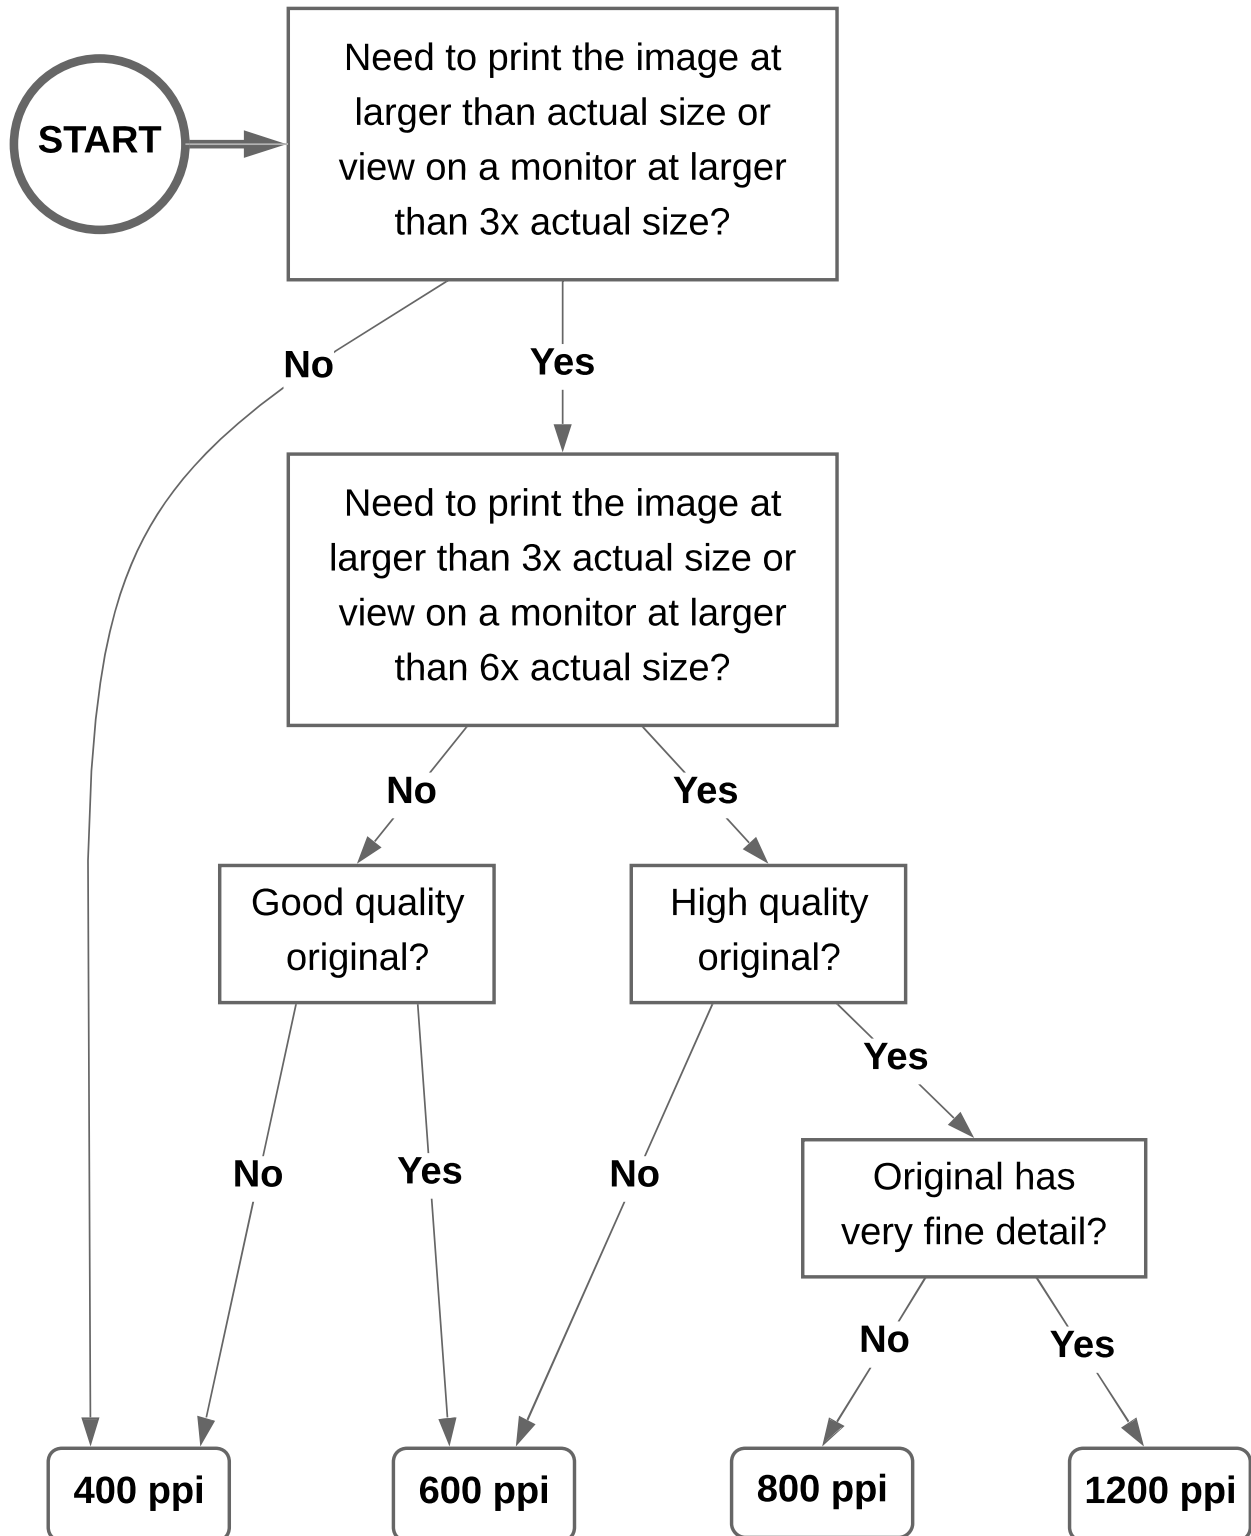 START
Need to print the image at
larger than actual size or
view on a monitor at larger
than 3x actual size?
No
Yes
Need to print the image at
larger than 3x actual size or
view on a monitor at larger
than 6x actual size?
No
Yes
Good quality
original?
High quality
original?
Yes
No
Yes
No
Original has
very fine detail?
No
Yes
400 ppi
600 ppi
800 ppi
1200 ppi